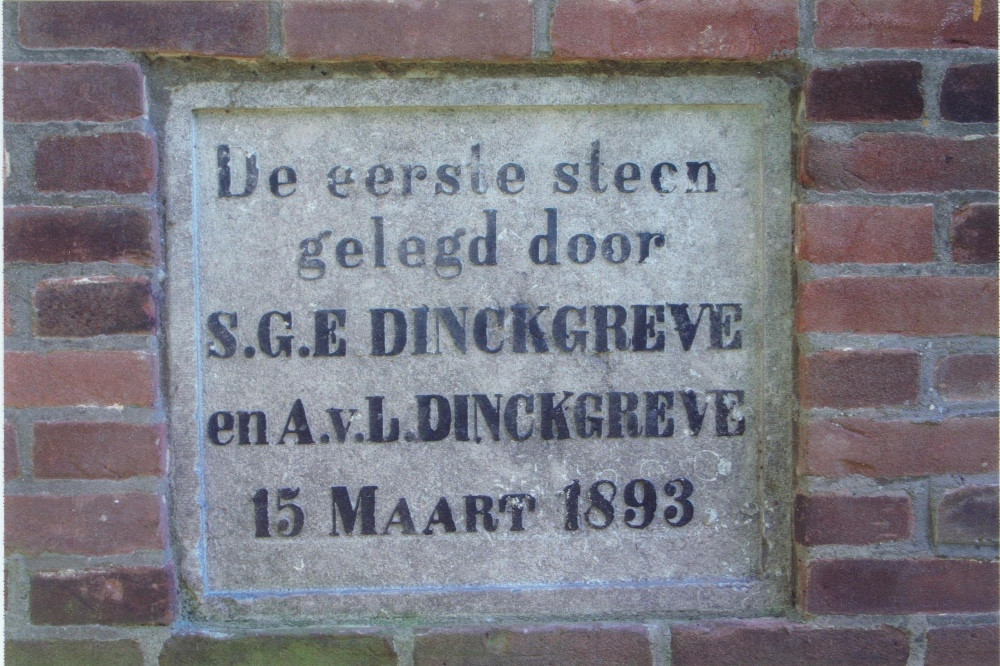 De eerste steen
gelegd door
S.G.E DINCKGREVE
en A.v.L.DINCKGREVE
15 MAART 1893